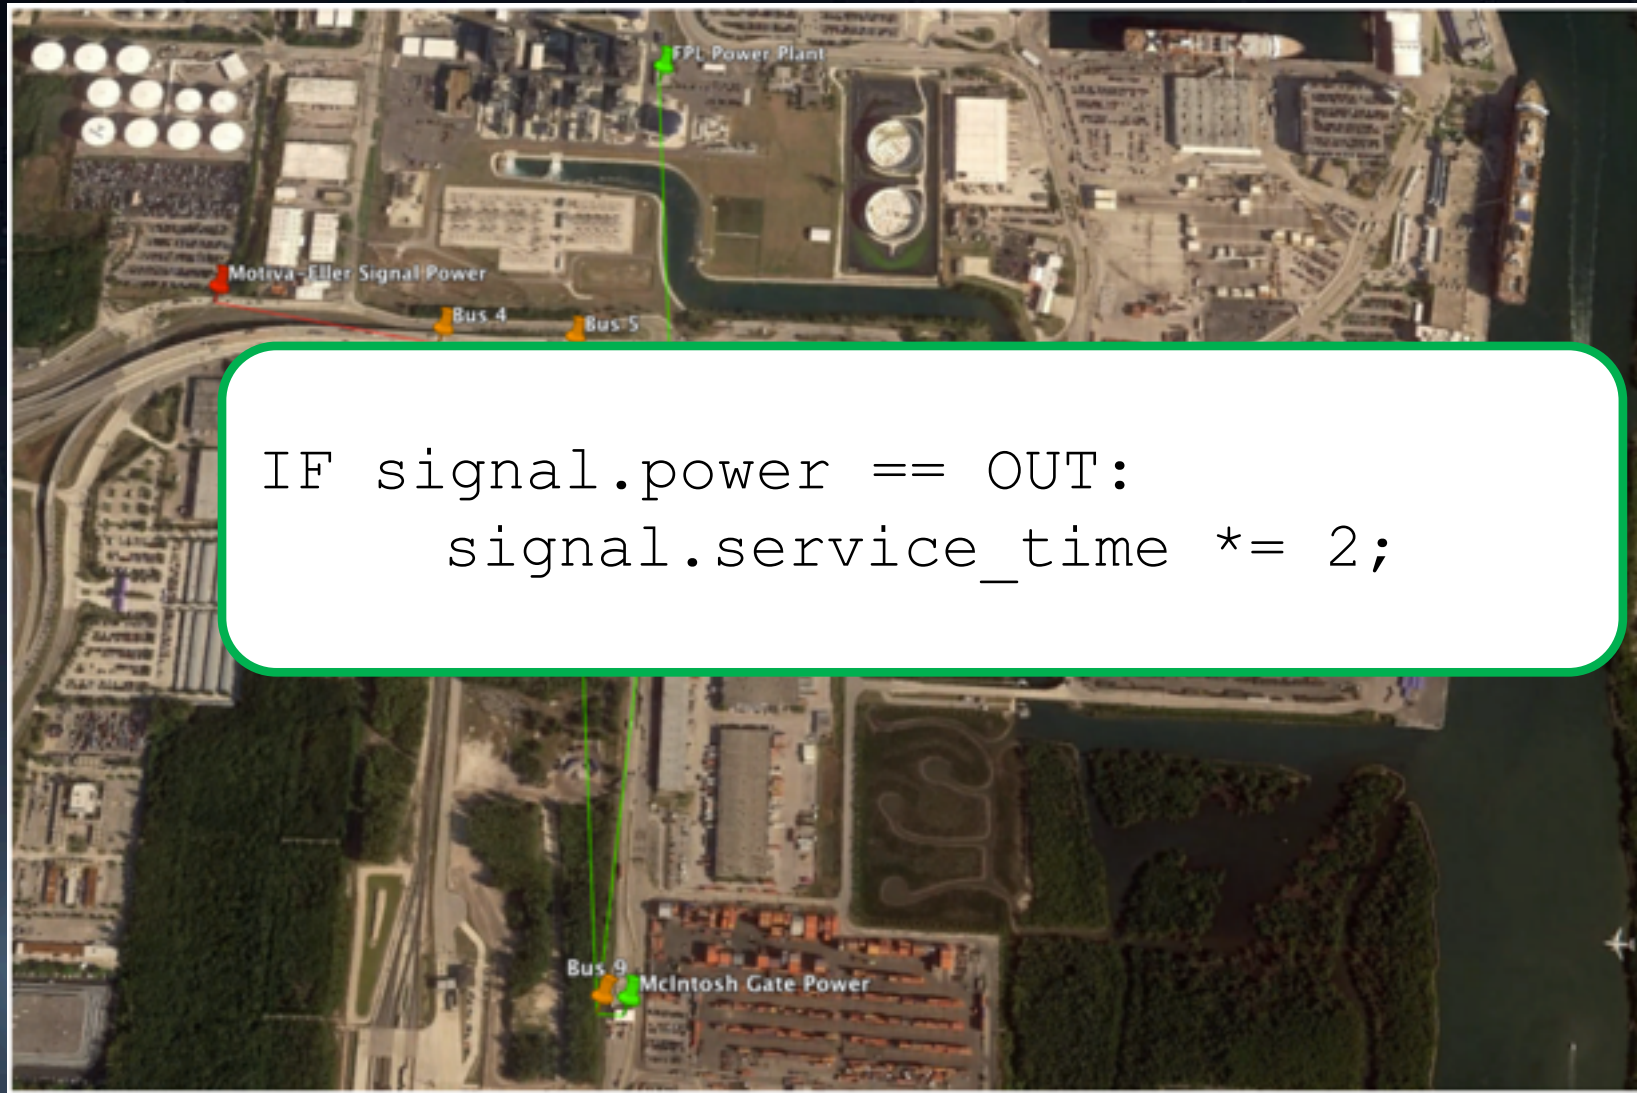 FPL Power Plant
Motiva-Eller Signal Power
Bus 4
Bus 5
IF signal.power == OUT:
signal.service_time *= 2;
Bus 9
McIntosh Gate Power